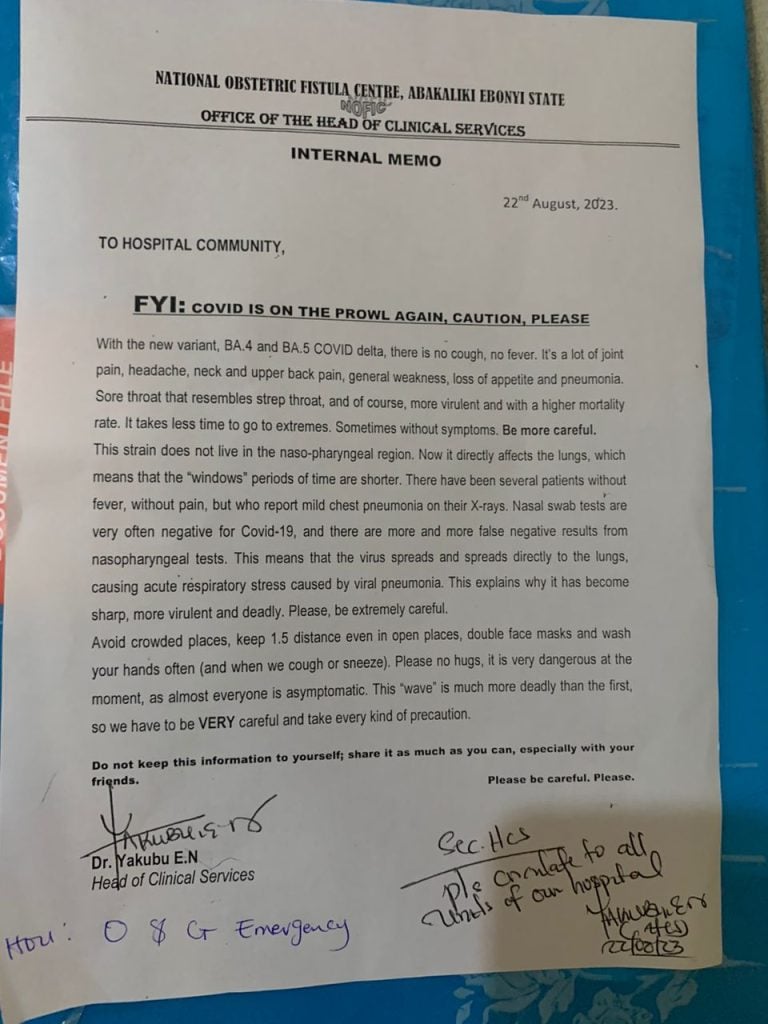 NATIONAL OBSTETRIC FISTULA CENTRE, ABAKALIKI EBONYI STATE
NOFIC
OFFICE OF THE HEAD OF CLINICAL SERVICES
INTERNAL MEMO
22nd August, 2023.
TO HOSPITAL COMMUNITY,
FYI: COVID IS ON THE PROWL AGAIN, CAUTION, PLEASE
With the new variant, BA.4 and BA.5 COVID delta, there is no cough, no fever. It's a lot of joint
pain, headache, neck and upper back pain, general weakness, loss of appetite and pneumonia.
Sore throat that resembles strep throat, and of course, more virulent and with a higher mortality
rate. It takes less time to go to extremes. Sometimes without symptoms. Be more careful.
This strain does not live in the naso-pharyngeal region. Now it directly affects the lungs, which
means that the "windows" periods of time are shorter. There have been several patients without
fever, without pain, but who report mild chest pneumonia on their X-rays. Nasal swab tests are
very often negative for Covid-19, and there are more and more false negative results from
nasopharyngeal tests. This means that the virus spreads and spreads directly to the lungs,
causing acute respiratory stress caused by viral pneumonia. This explains why it has become
sharp, more virulent and deadly. Please, be extremely careful.
Avoid crowded places, keep 1.5 distance even in open places, double face masks and wash
your hands often (and when we cough or sneeze). Please no hugs, it is very dangerous at the
moment, as almost everyone is asymptomatic. This "wave" is much more deadly than the first,
so we have to be VERY careful and take every kind of precaution.
Do not keep this information to yourself; share it as much as you can, especially with your
friends.
Please be careful. Please.
Yakubu E.N
Dr. Yakubu E.N
Head of Clinical Services
Sec. Hcs
Pls circulate to all
units of our hospital
Yakubu E.N
(HCS)
22/08/23
HOU: O & G Emergency
DOCUMENT FILE